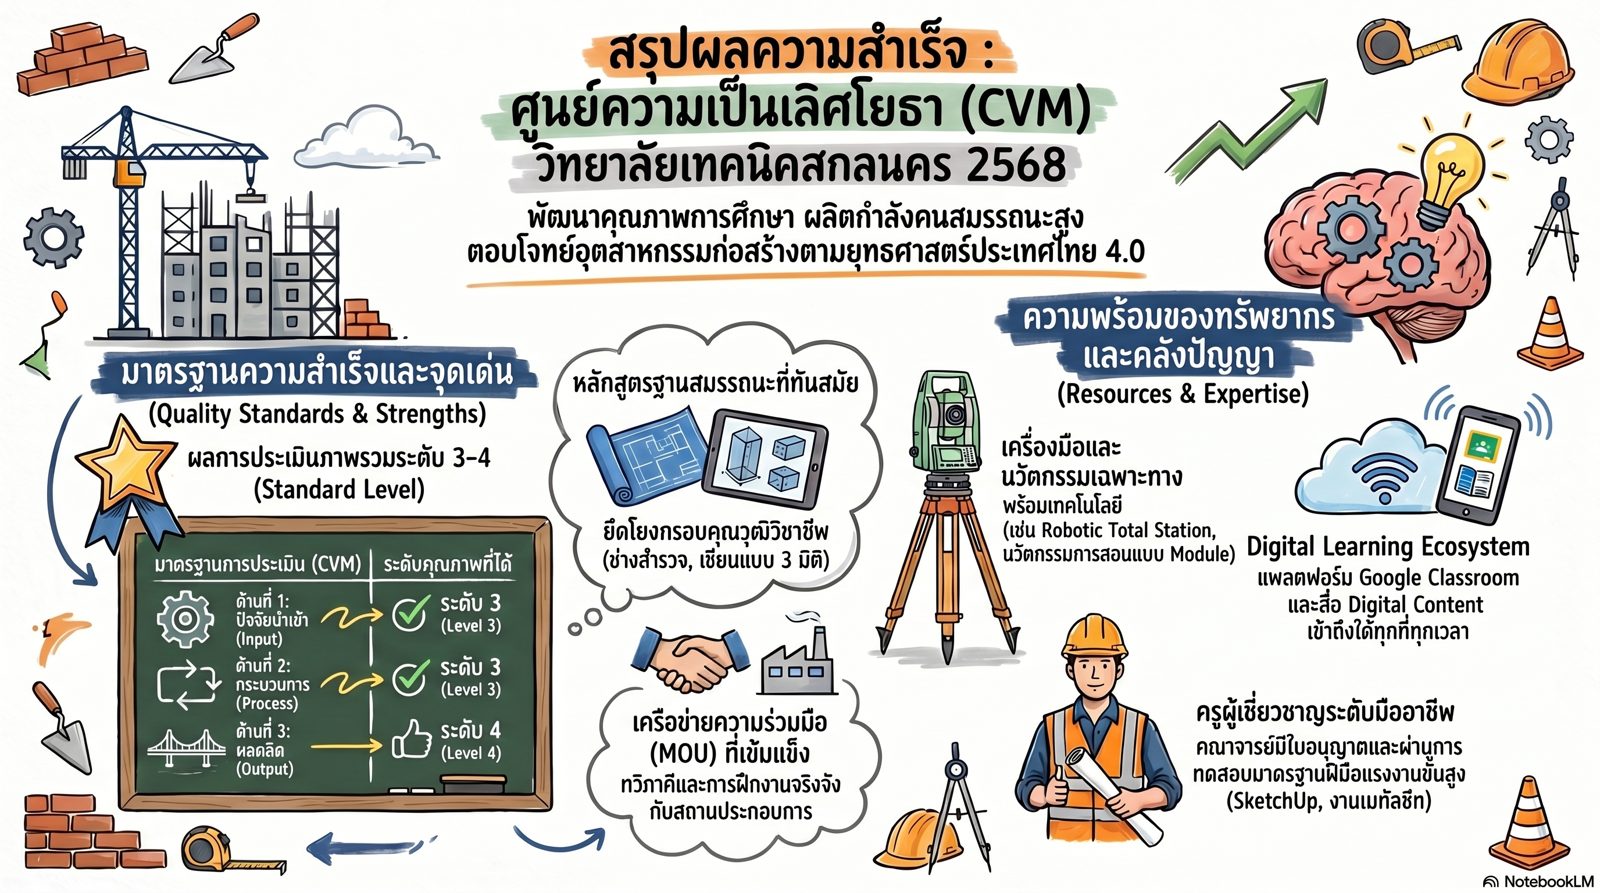 สรุปผลความสำเร็จ :
ศูนย์ความเป็นเลิศโยธา (CVM)
วิทยาลัยเทคนิคสกลนคร 2568
พัฒนาคุณภาพการศึกษา ผลิตกำลังคนสมรรถนะสูง
ตอบโจทย์อุตสาหกรรมก่อสร้างตามยุทธศาสตร์ประเทศไทย 4.0
มาตรฐานความสำเร็จและจุดเด่น
(Quality Standards & Strengths)
ผลการประเมินภาพรวมระดับ 3-4
(Standard Level)
มาตรฐานการประเมิน (CVM)
ระดับคุณภาพที่ได้
ด้านที่ 1:
ปัจจัยนำเข้า
(Input)
ระดับ 3
(Level 3)
ด้านที่ 2:
กระบวนทาร
(Process)
ระดับ 3
(Level 3)
ด้านที่ 3:
ผลดลิด
(Output)
ระดับ 4
(Level 4)
หลักสูตรฐานสมรรถนะที่ทันสมัย
ยึดโยงกรอบคุณวุฒิวิชาชีพ
(ช่างสำรวจ, เขียนแบบ 3 มิติ)
เครือข่ายความร่วมมือ
(MOU) ที่เข้มแข็ง
ทวิภาคีและการฝึกงานจริงจัง
กับสถานประกอบการ
ความพร้อมของทรัพยากร
และคลังปัญญา
(Resources & Expertise)
เครื่องมือและ
นวัตกรรมเฉพาะทาง
พร้อมเทคโนโลยี
(เช่น Robotic Total Station,
นวัตกรรมการสอนแบบ Module)
Digital Learning Ecosystem
แพลตฟอร์ม Google Classroom
และสื่อ Digital Content
เข้าถึงได้ทุกที่ทุกเวลา
ครูผู้เชี่ยวชาญระดับมืออาชีพ
คณาจารย์มีใบอนุญาตและผ่านการ
ทดสอบมาตรฐานฝีมือแรงงานขั้นสูง
(SketchUp, งานเมทัลชีท)
NotebookLM